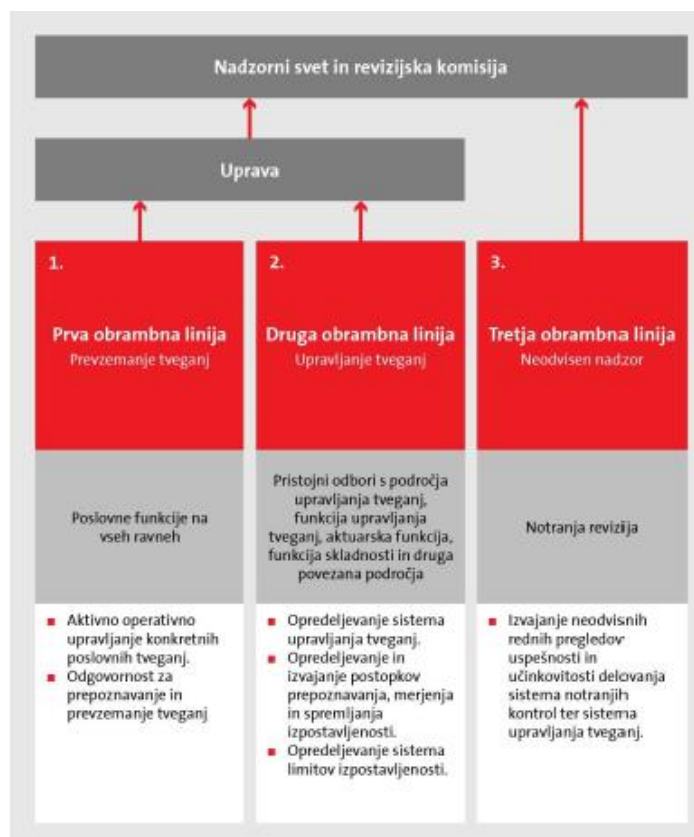 Nadzorni svet in revizijska komisija
Uprava
1.
Prva obrambna linija
Prevzemanje tveganj
2.
Druga obrambna linija
Upravljanje tveganj
3.
Tretja obrambna linija
Neodvisen nadzor
Poslovne funkcije na
vseh ravneh
Pristojni odbori s področja
upravljanja tveganj,
funkcija upravljanja
tveganj, aktuarska funkcija,
funkcija skladnosti in druga
povezana področja
Notranja revizija
Aktivno operativno
upravljanje konkretnih
poslovnih tveganj.
Odgovornost za
prepoznavanje in
prevzemanje tveganj
Opredeljevanje sistema
upravljanja tveganj.
Opredeljevanje in
izvajanje postopkov
prepoznavanja, merjenja
in spremljanja
izpostavljenosti.
Opredeljevanje sistema
limitov izpostavljenosti.
Izvajanje neodvisnih
rednih pregledov
uspešnosti in
učinkovitosti delovanja
sistema notranjih
kontrol ter sistema
upravljanja tveganj.